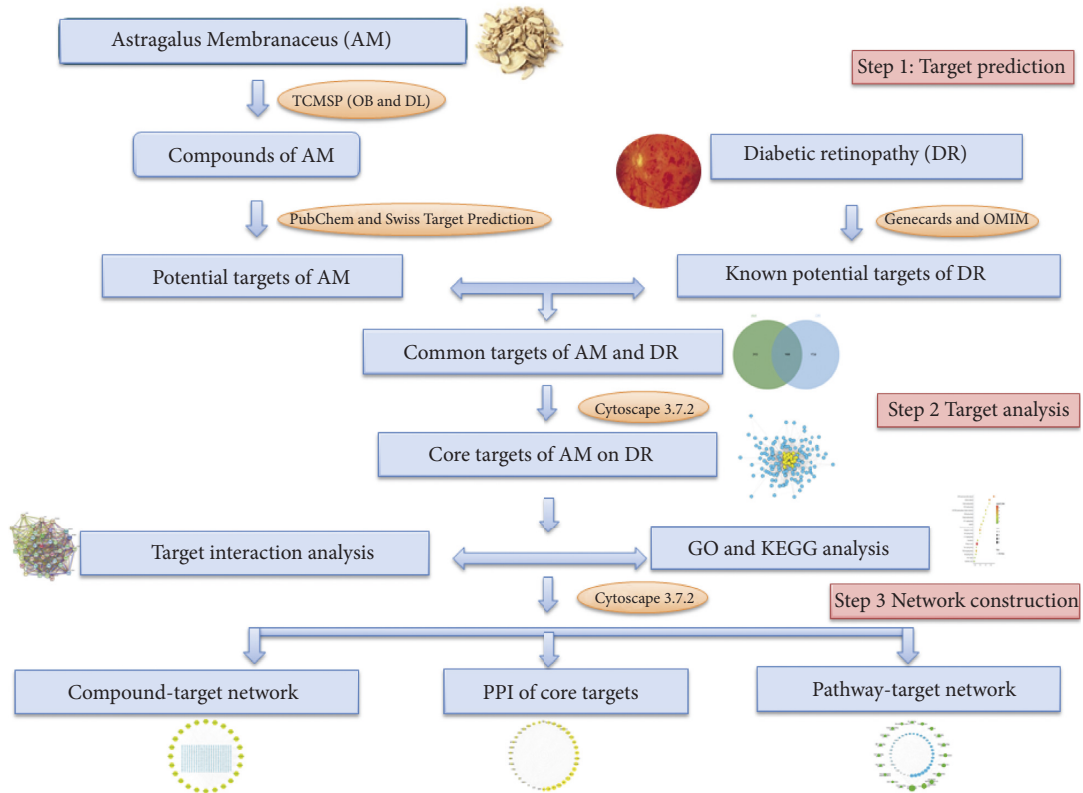 Astragalus Membranaceus (AM)
Step 1: Target prediction
TCMSP (OB and DL)
Compounds of AM
Diabetic retinopathy (DR)
PubChem and Swiss Target Prediction
Genecards and OMIM
Potential targets of AM
Known potential targets of DR
Common targets of AM and DR
Cytoscape 3.7.2
Step 2 Target analysis
Core targets of AM on DR
Target interaction analysis
GO and KEGG analysis
Cytoscape 3.7.2
Step 3 Network construction
Compound-target network
PPI of core targets
Pathway-target network